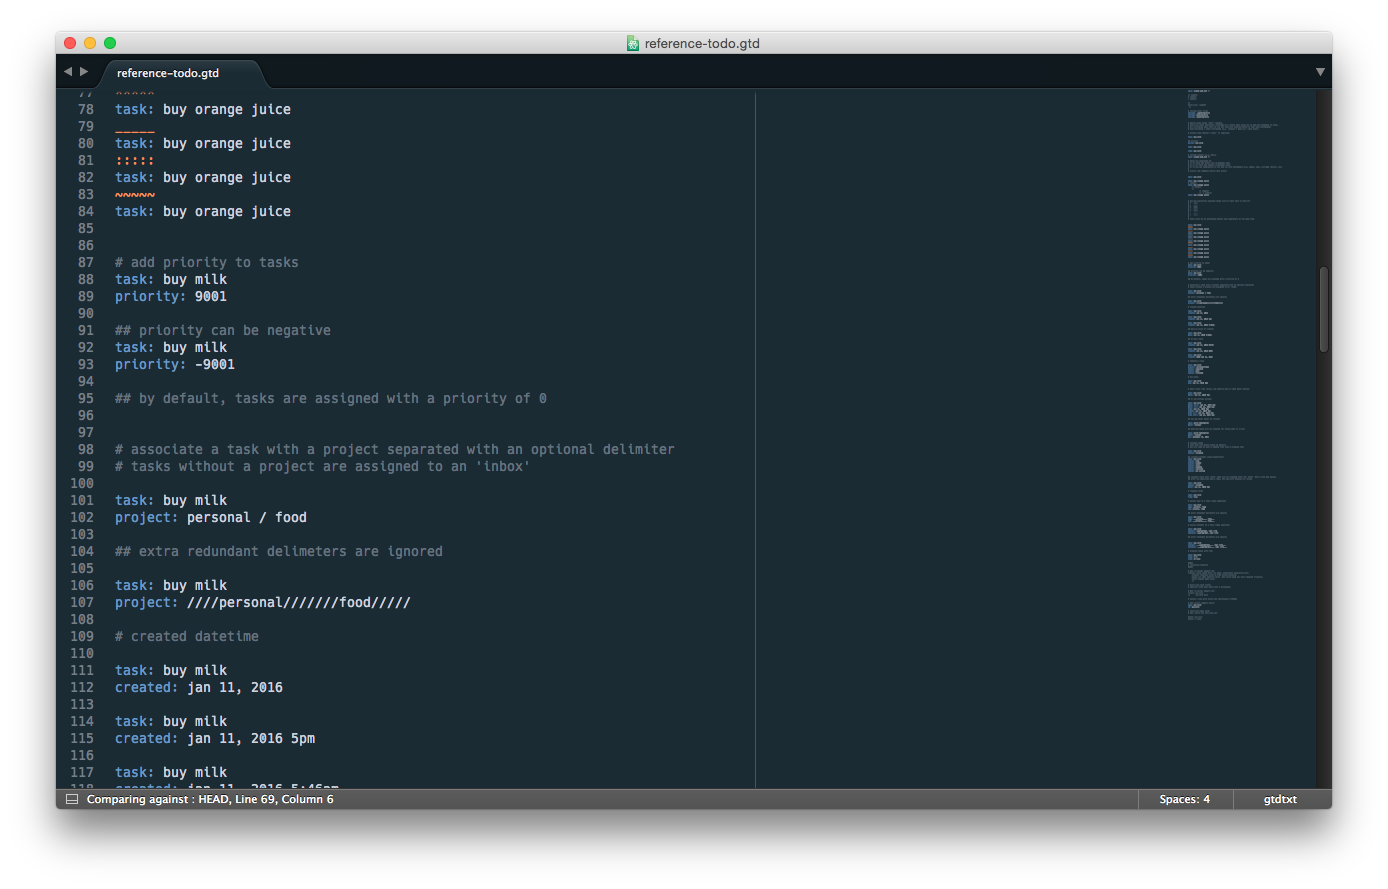 reference-todo.gtd
reference-todo.gtd
77 ^^^^^
78 task: buy orange juice
79 _____
80 task: buy orange juice
81 :::::
82 task: buy orange juice
83 ~~~~~
84 task: buy orange juice
85
86
87 # add priority to tasks
88 task: buy milk
89 priority: 9001
90
91 ## priority can be negative
92 task: buy milk
93 priority: -9001
94
95 ## by default, tasks are assigned with a priority of 0
96
97
98 # associate a task with a project separated with an optional delimiter
99 # tasks without a project are assigned to an 'inbox'
100
101 task: buy milk
102 project: personal / food
103
104 ## extra redundant delimeters are ignored
105
106 task: buy milk
107 project: ////personal///////food/////
108
109 # created datetime
110
111 task: buy milk
112 created: jan 11, 2016
113
114 task: buy milk
115 created: jan 11, 2016 5pm
116
117 task: buy milk
118 created: jan 11, 2016 5:46pm
Comparing against : HEAD, Line 69, Column 6
Spaces: 4
gtdtxt